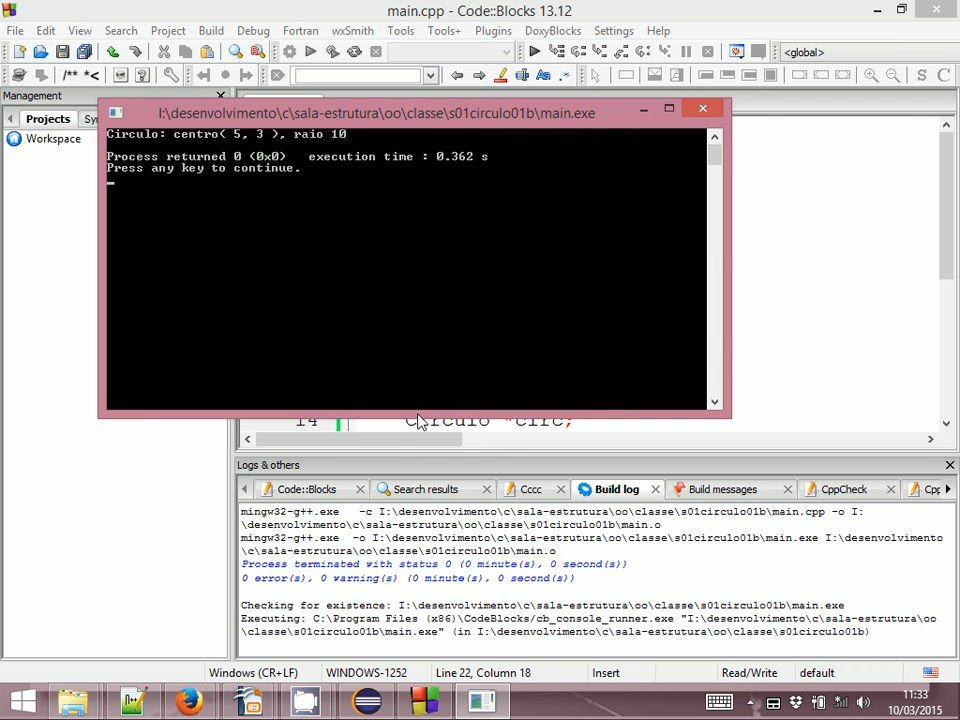 main.cpp - Code::Blocks 13.12
File Edit View Search Project Build Debug Fortran wxSmith Tools Tools+ Plugins DoxyBlocks Settings Help
/** *< <global>
Management
Projects Sy
Workspace
I:\desenvolvimento\c\sala-estrutura\oo\classe\s01circulo01b\main.exe
Circulo: centro( 5, 3 ), raio 10
Process returned 0 (0x0)   execution time : 0.362 s
Press any key to continue.
14 Circulo *circ;
Logs & others
Code::Blocks Search results Cccc Build log Build messages CppCheck Cpp
mingw32-g++.exe -c I:\desenvolvimento\c\sala-estrutura\oo\classe\s01circulo01b\main.cpp -o I:
\desenvolvimento\c\sala-estrutura\oo\classe\s01circulo01b\main.o
mingw32-g++.exe -o I:\desenvolvimento\c\sala-estrutura\oo\classe\s01circulo01b\main.exe I:\desenvolvimento
\c\sala-estrutura\oo\classe\s01circulo01b\main.o
Process terminated with status 0 (0 minute(s), 0 second(s))
0 error(s), 0 warning(s) (0 minute(s), 0 second(s))
Checking for existence: I:\desenvolvimento\c\sala-estrutura\oo\classe\s01circulo01b\main.exe
Executing: C:\Program Files (x86)\CodeBlocks/cb_console_runner.exe "I:\desenvolvimento\c\sala-estrutura\oo
\classe\s01circulo01b\main.exe" (in I:\desenvolvimento\c\sala-estrutura\oo\classe\s01circulo01b)
Windows (CR+LF) WINDOWS-1252 Line 22, Column 18 Insert Read/Write default
11:33
10/03/2015